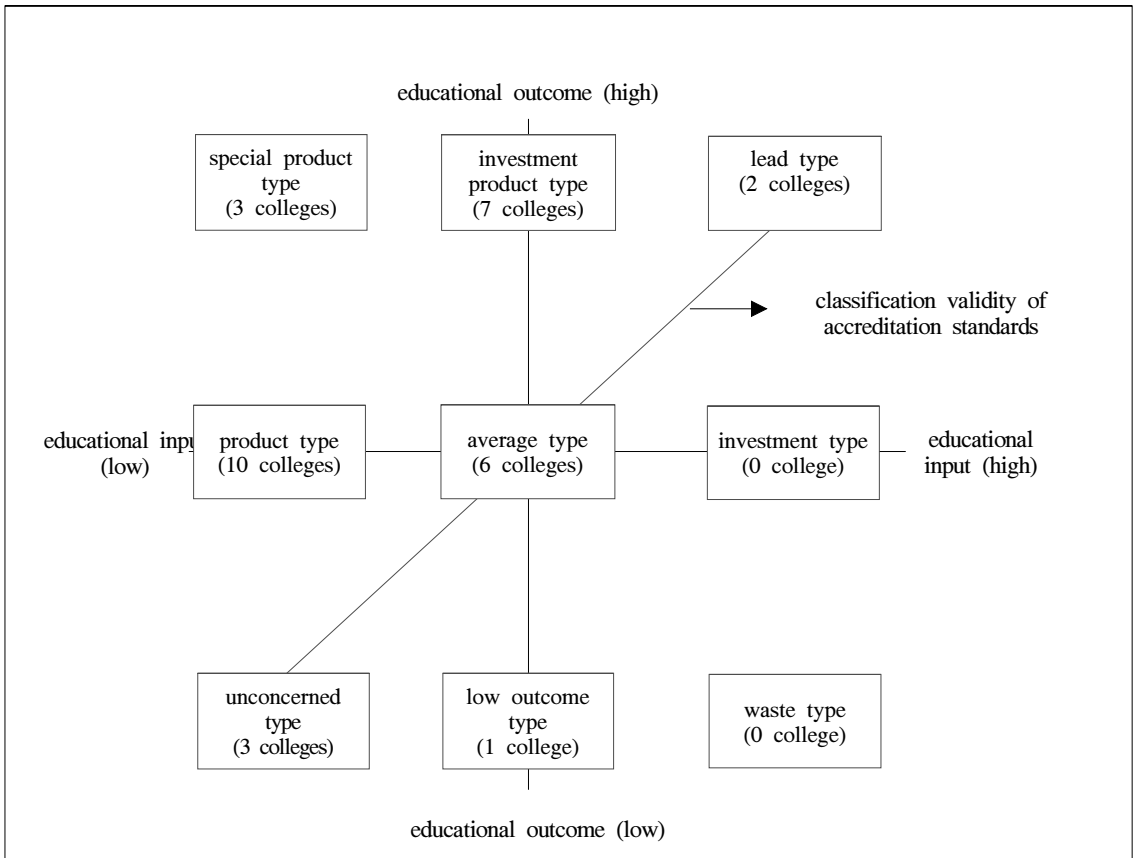 educational outcome (high)
special product
type
(3 colleges)
investment
product type
(7 colleges)
lead type
(2 colleges)
classification validity of
accreditation standards
educational inpu
(low)
product type
(10 colleges)
average type
(6 colleges)
investment type
(0 college)
educational
input (high)
unconcerned
type
(3 colleges)
low outcome
type
(1 college)
waste type
(0 college)
educational outcome (low)